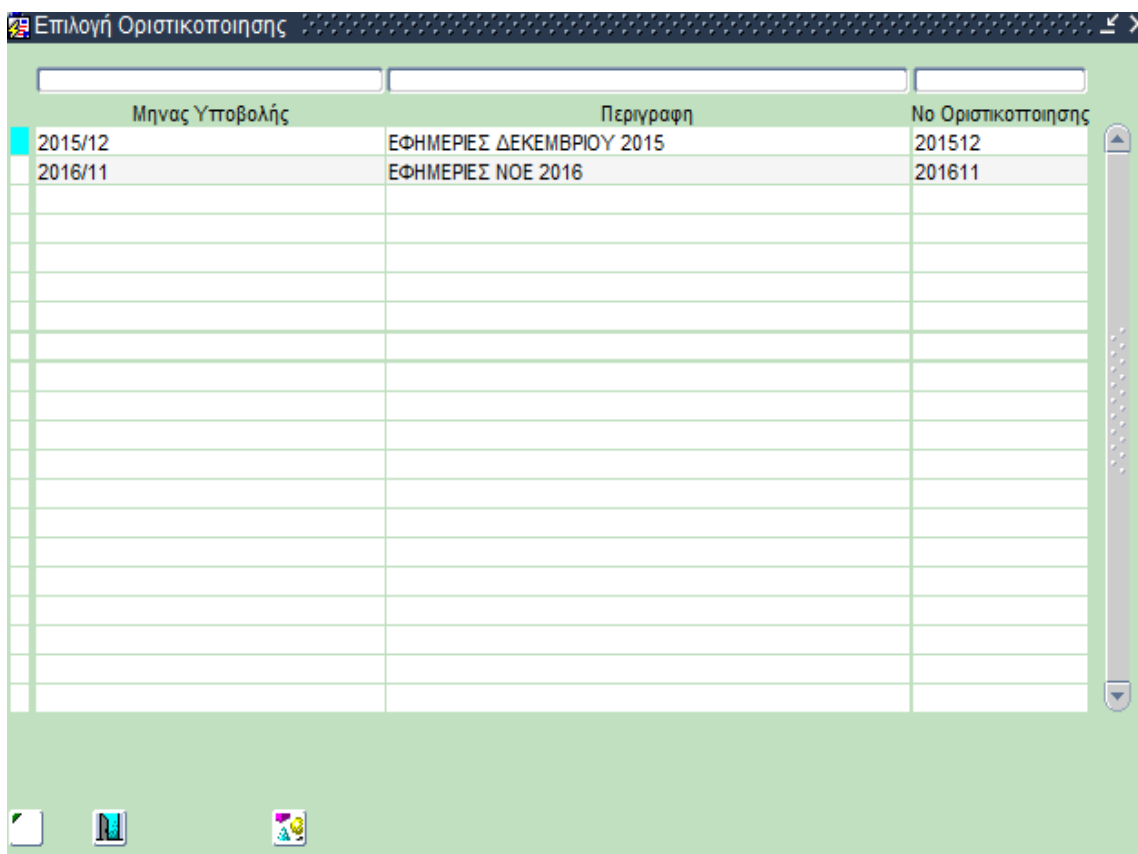 Επιλογή Οριστικοποιησης
Μηνας Υποβολής Περιγραφη Νο Οριστικοποιησης
2015/12 ΕΦΗΜΕΡΙΕΣ ΔΕΚΕΜΒΡΙΟΥ 2015 201512
2016/11 ΕΦΗΜΕΡΙΕΣ ΝΟΕ 2016 201611